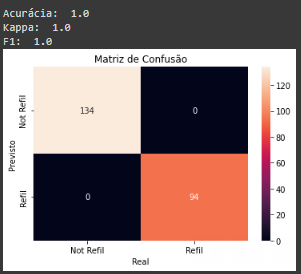 Acurácia:  1.0
Kappa:  1.0
F1:  1.0
Matriz de Confusão
Previsto
Not Refil
Refil
134
0
0
94
Not Refil
Refil
Real
120
100
80
60
40
20
0